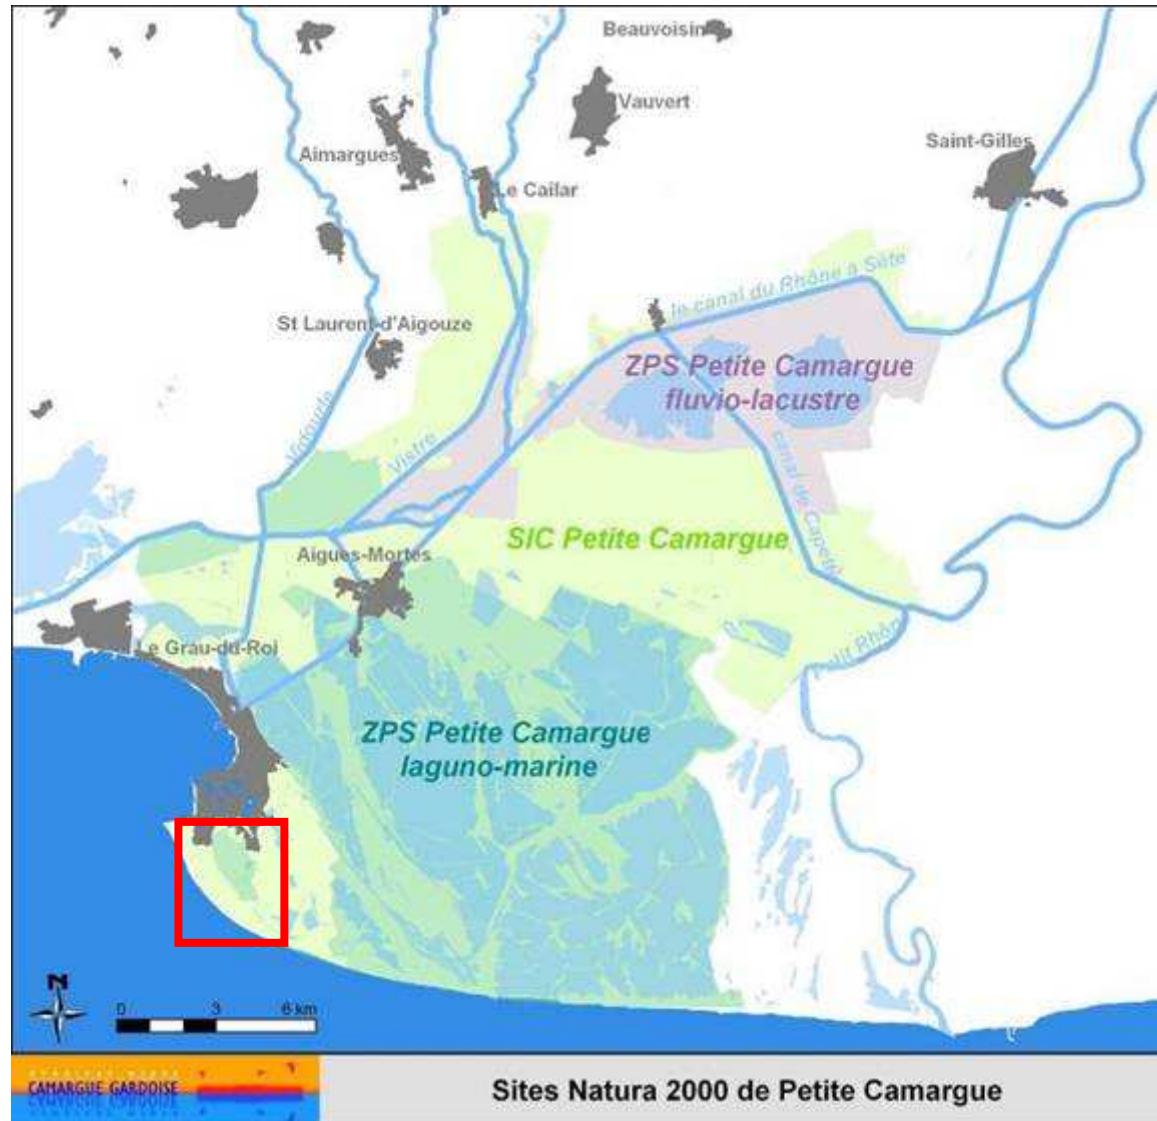 Beauvoisin
Vauvert
Saint-Gilles
Aimargues
Le Cailar
le canal du Rhône à Sète
St Laurent-d'Aigouze
ZPS Petite Camargue
fluvio-lacustre
Vidourle
Vistre
canal de Capette
SIC Petite Camargue
Aigues-Mortes
Petit Rhône
Le Grau-du-Roi
ZPS Petite Camargue
laguno-marine
N
0 3 6 km
CAMARGUE GARDOISE
Sites Natura 2000 de Petite Camargue